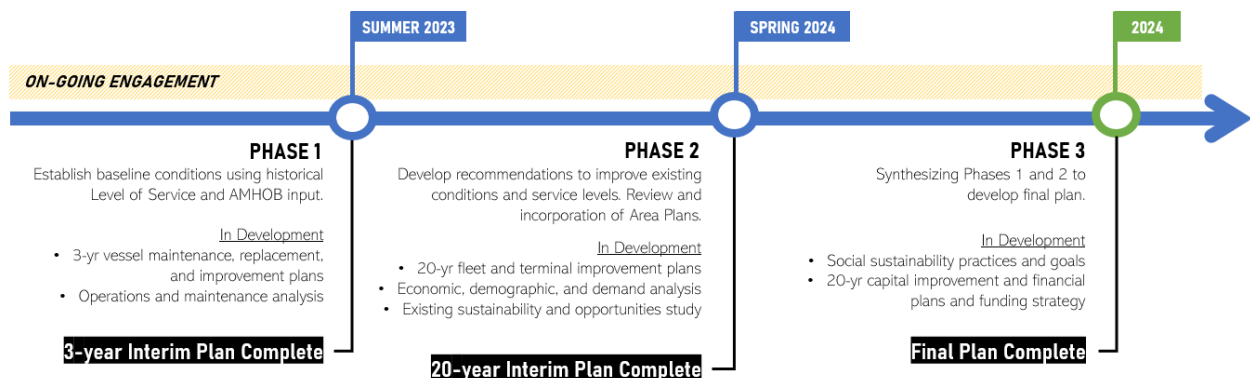 SUMMER 2023
SPRING 2024
2024
ON-GOING ENGAGEMENT
PHASE 1
Establish baseline conditions using historical
Level of Service and AMHOB input.
In Development
• 3-yr vessel maintenance, replacement,
and improvement plans
• Operations and maintenance analysis
3-year Interim Plan Complete
PHASE 2
Develop recommendations to improve existing
conditions and service levels. Review and
incorporation of Area Plans.
In Development
• 20-yr fleet and terminal improvement plans
• Economic, demographic, and demand analysis
• Existing sustainability and opportunities study
20-year Interim Plan Complete
PHASE 3
Synthesizing Phases 1 and 2 to
develop final plan.
In Development
• Social sustainability practices and goals
• 20-yr capital improvement and financial
plans and funding strategy
Final Plan Complete